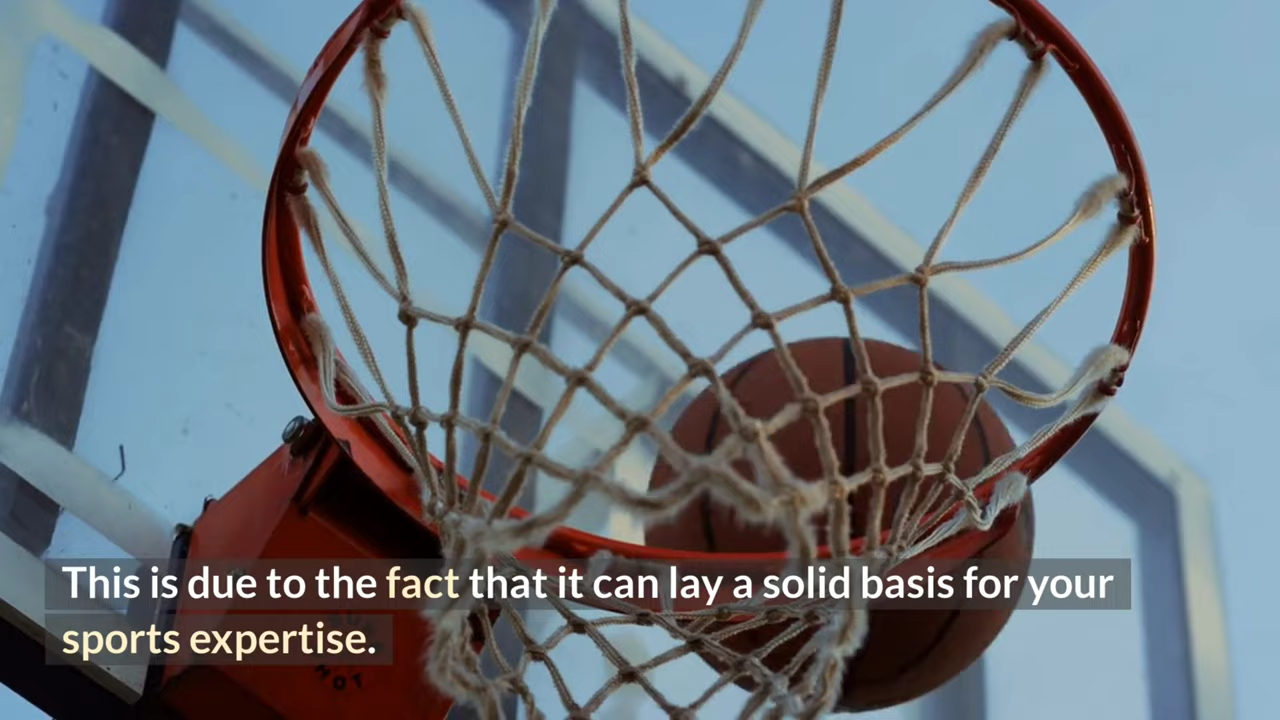 This is due to the fact that it can lay a solid basis for your
sports expertise.